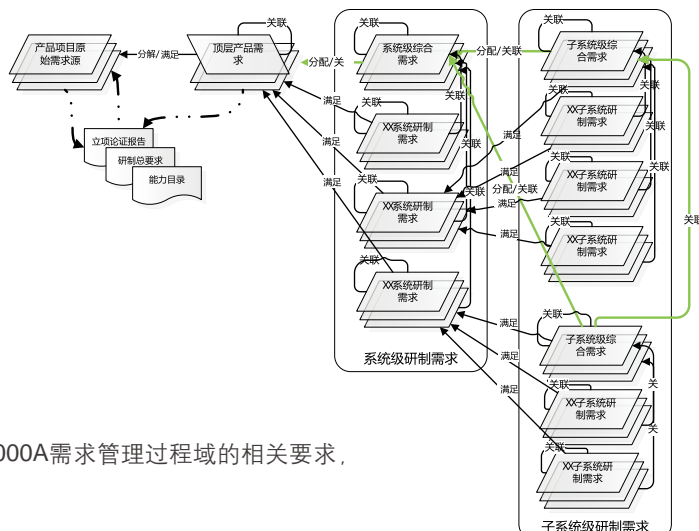 关联
产品项目原
始需求源
分解/满足
顶层产品需
求
分配/关
立项论证报告
研制总要求
能力目录
关联
系统级综合
需求
关联
满足
关联
XX系统研制
需求
关联
满足
关联
XX系统研制
需求
关联
满足
关联
XX系统研制
需求
系统级研制需求
分配/关联
满足
满足
分配/关联
满足
满足
满足
满足
满足
关联
子系统级综
合需求
关联
关联
XX子系统研
制需求
关联
关联
XX子系统研
制需求
关联
关联
XX子系统研
制需求
关联
关联
子系统级综
合需求
关
关联
XX子系统研
制需求
关
关联
XX子系统研
制需求
子系统级研制需求
000A需求管理过程域的相关要求，